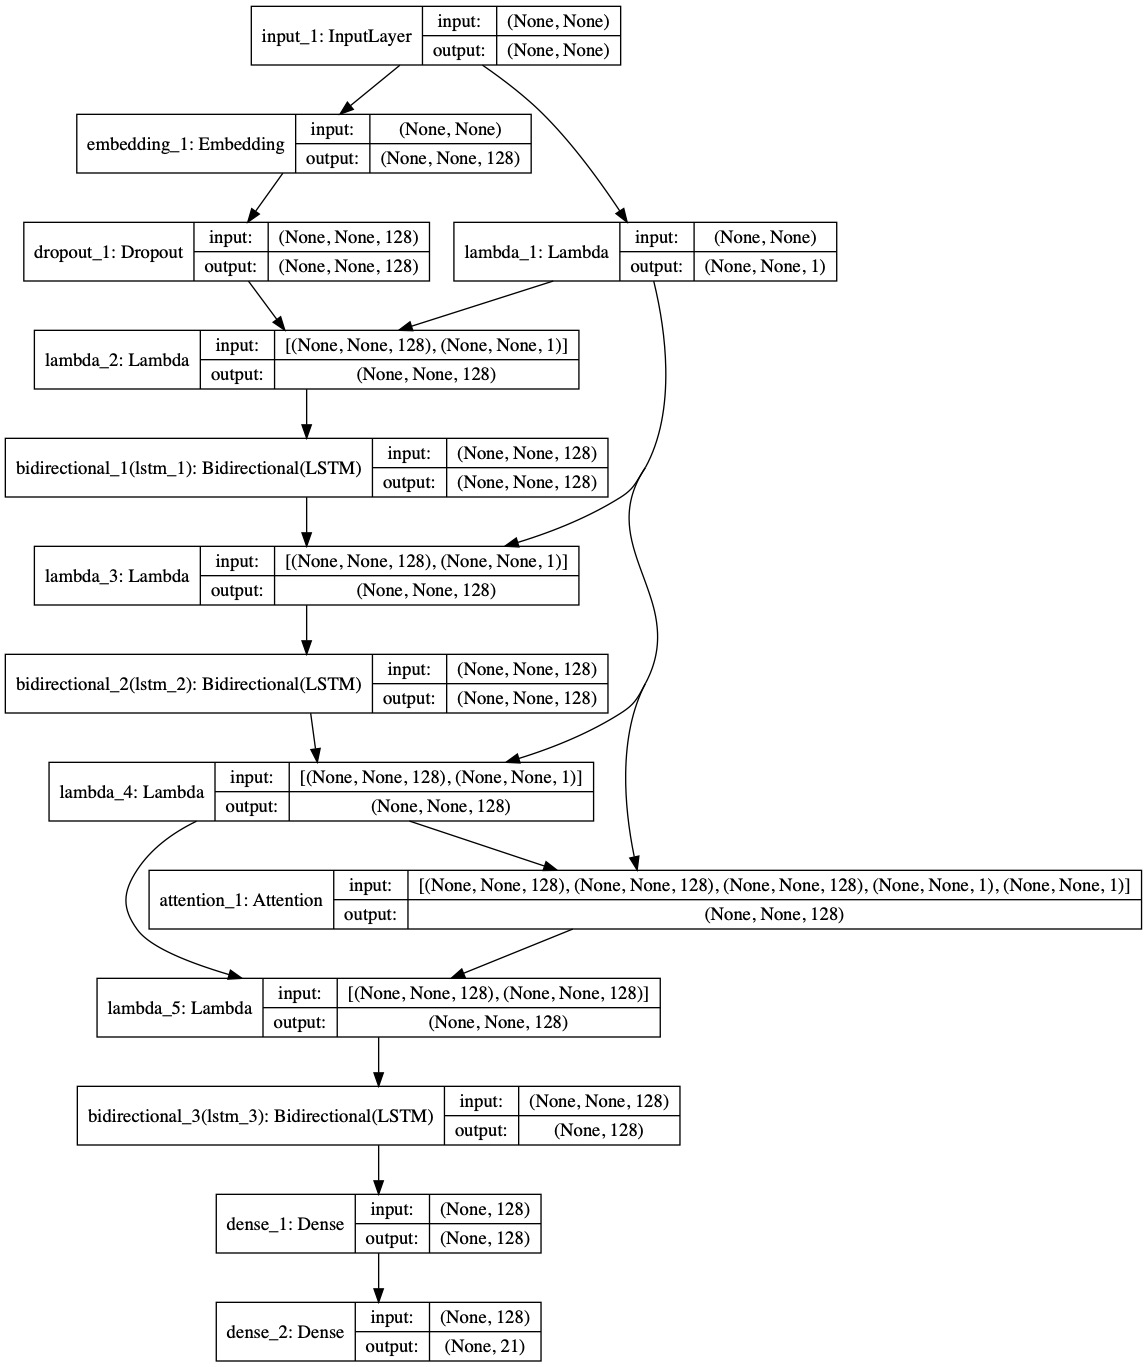 input_1: InputLayer
input: (None, None)
output: (None, None)
embedding_1: Embedding
input: (None, None)
output: (None, None, 128)
dropout_1: Dropout
input: (None, None, 128)
output: (None, None, 128)
lambda_1: Lambda
input: (None, None)
output: (None, None, 1)
lambda_2: Lambda
input: [(None, None, 128), (None, None, 1)]
output: (None, None, 128)
bidirectional_1(lstm_1): Bidirectional(LSTM)
input: (None, None, 128)
output: (None, None, 128)
lambda_3: Lambda
input: [(None, None, 128), (None, None, 1)]
output: (None, None, 128)
bidirectional_2(lstm_2): Bidirectional(LSTM)
input: (None, None, 128)
output: (None, None, 128)
lambda_4: Lambda
input: [(None, None, 128), (None, None, 1)]
output: (None, None, 128)
attention_1: Attention
input: [(None, None, 128), (None, None, 128), (None, None, 128), (None, None, 1), (None, None, 1)]
output: (None, None, 128)
lambda_5: Lambda
input: [(None, None, 128), (None, None, 128)]
output: (None, None, 128)
bidirectional_3(lstm_3): Bidirectional(LSTM)
input: (None, None, 128)
output: (None, 128)
dense_1: Dense
input: (None, 128)
output: (None, 128)
dense_2: Dense
input: (None, 128)
output: (None, 21)